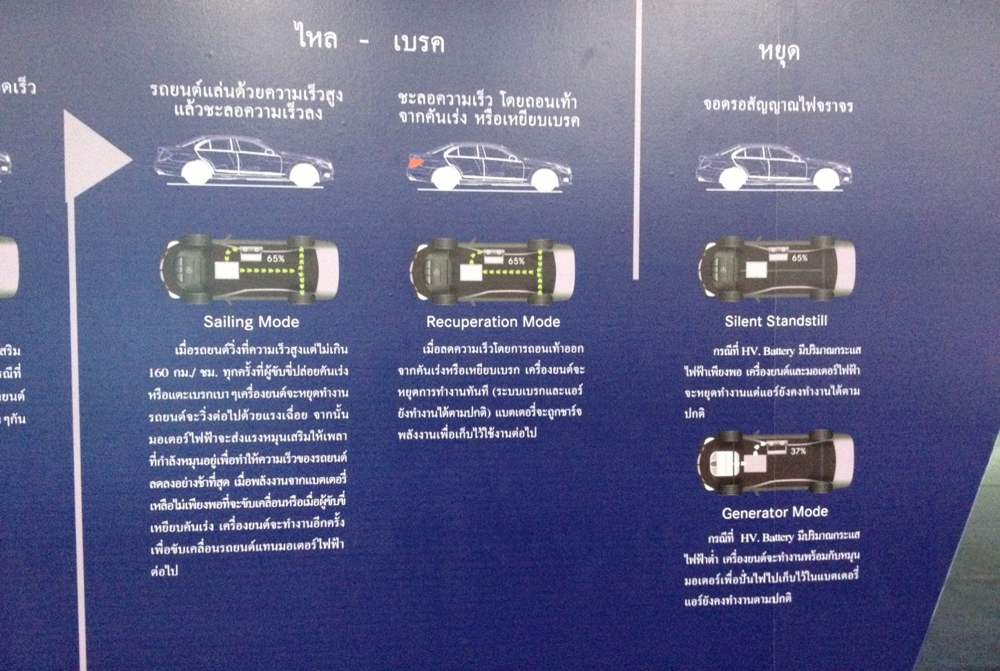 ดเร็ว
สริม
รณีที่
ยนต์
ๆกัน
ไหล - เบรค
รถยนต์แล่นด้วยความเร็วสูง
แล้วชะลอความเร็วลง
65%
Sailing Mode
เมื่อรถยนต์วิ่งที่ความเร็วสูงแต่ไม่เกิน
160 กม./ ชม. ทุกครั้งที่ผู้ขับขี่ปล่อยคันเร่ง
หรือแตะเบรกเบาๆเครื่องยนต์จะหยุดทำงาน
รถยนต์จะวิ่งต่อไปด้วยแรงเฉื่อย จากนั้น
มอเตอร์ไฟฟ้าจะส่งแรงหมุนเสริมให้เพลา
ที่กำลังหมุนอยู่เพื่อทำให้ความเร็วของรถยนต์
ลดลงอย่างช้าที่สุด เมื่อพลังงานจากแบตเตอรี่
เหลือไม่เพียงพอที่จะขับเคลื่อนหรือเมื่อผู้ขับขี่
เหยียบคันเร่ง เครื่องยนต์จะทำงานอีกครั้ง
เพื่อขับเคลื่อนรถยนต์แทนมอเตอร์ไฟฟ้า
ต่อไป
ชะลอความเร็ว โดยถอนเท้า
จากคันเร่ง หรือเหยียบเบรค
65%
Recuperation Mode
เมื่อลดความเร็วโดยการถอนเท้าออก
จากคันเร่งหรือเหยียบเบรก เครื่องยนต์จะ
หยุดการทำงานทันที (ระบบเบรกและแอร์
ยังทำงานได้ตามปกติ) แบตเตอรี่จะถูกชาร์จ
พลังงานเพื่อเก็บไว้ใช้งานต่อไป
หยุด
จอดรอสัญญาณไฟจราจร
65%
Silent Standstill
กรณีที่ HV. Battery มีปริมาณกระแส
ไฟฟ้าเพียงพอ เครื่องยนต์และมอเตอร์ไฟฟ้า
จะหยุดทำงานแต่แอร์ยังคงทำงานได้ตาม
ปกติ
37%
Generator Mode
กรณีที่ HV. Battery มีปริมาณกระแส
ไฟฟ้าต่ำ เครื่องยนต์จะทำงานพร้อมกับหมุน
มอเตอร์เพื่อปั่นไฟไปเก็บไว้ในแบตเตอรี่
แอร์ยังคงทำงานตามปกติ